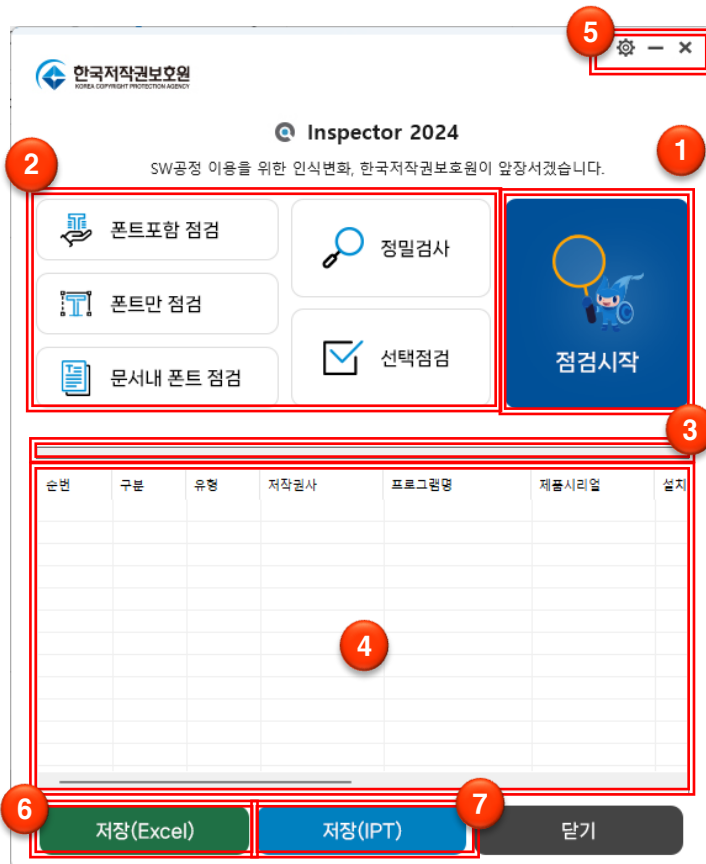 5
한국저작권보호원
KOREA COPYRIGHT PROTECTION AGENCY
Inspector 2024
1
2
SW공정 이용을 위한 인식변화, 한국저작권보호원이 앞장서겠습니다.
폰트포함 점검
정밀검사
폰트만 점검
선택점검
문서내 폰트 점검
점검시작
3
순번 구분 유형 저작권사 프로그램명 제품시리얼 설치
4
6
7
저장(Excel) 저장(IPT) 닫기